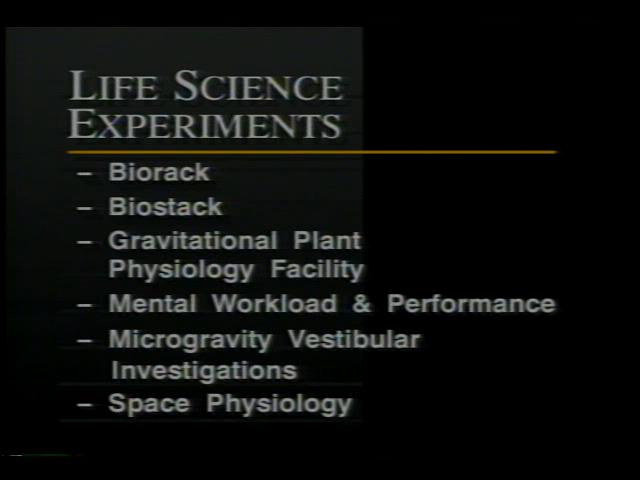 LIFE SCIENCE
EXPERIMENTS
– Biorack
– Biostack
– Gravitational Plant
Physiology Facility
– Mental Workload & Performance
– Microgravity Vestibular
Investigations
– Space Physiology